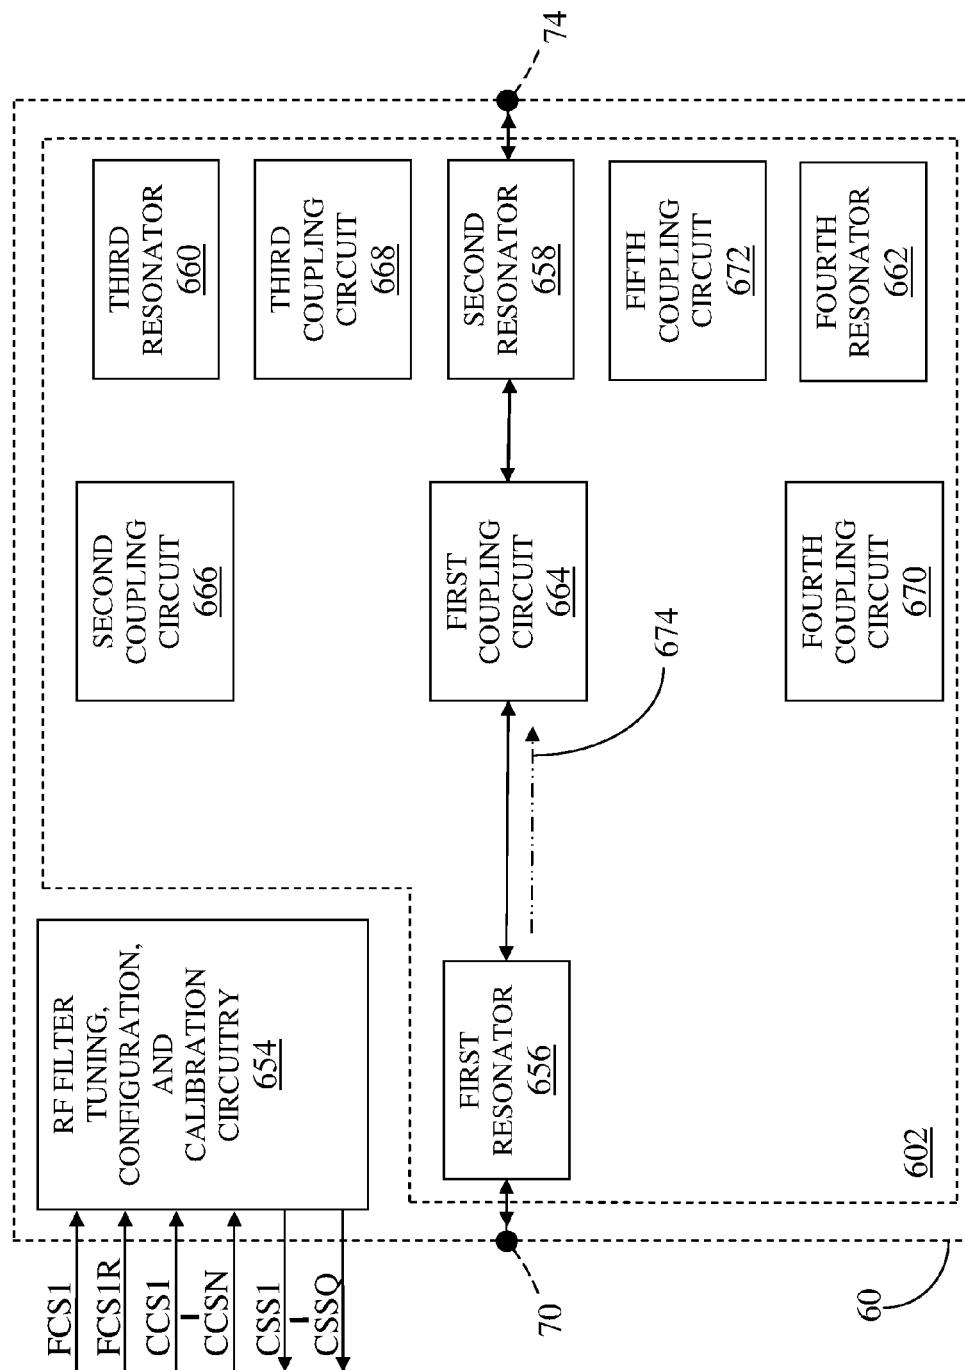 FCS1
FCS1R
CCS1
CCSN
CSS1
CSSQ
RF FILTER
TUNING,
CONFIGURATION,
AND
CALIBRATION
CIRCUITRY
654
SECOND
COUPLING
CIRCUIT
666
THIRD
RESONATOR
660
THIRD
COUPLING
CIRCUIT
668
70
FIRST
RESONATOR
656
674
FIRST
COUPLING
CIRCUIT
664
SECOND
RESONATOR
658
74
FIFTH
COUPLING
CIRCUIT
672
FOURTH
COUPLING
CIRCUIT
670
FOURTH
RESONATOR
662
602
60